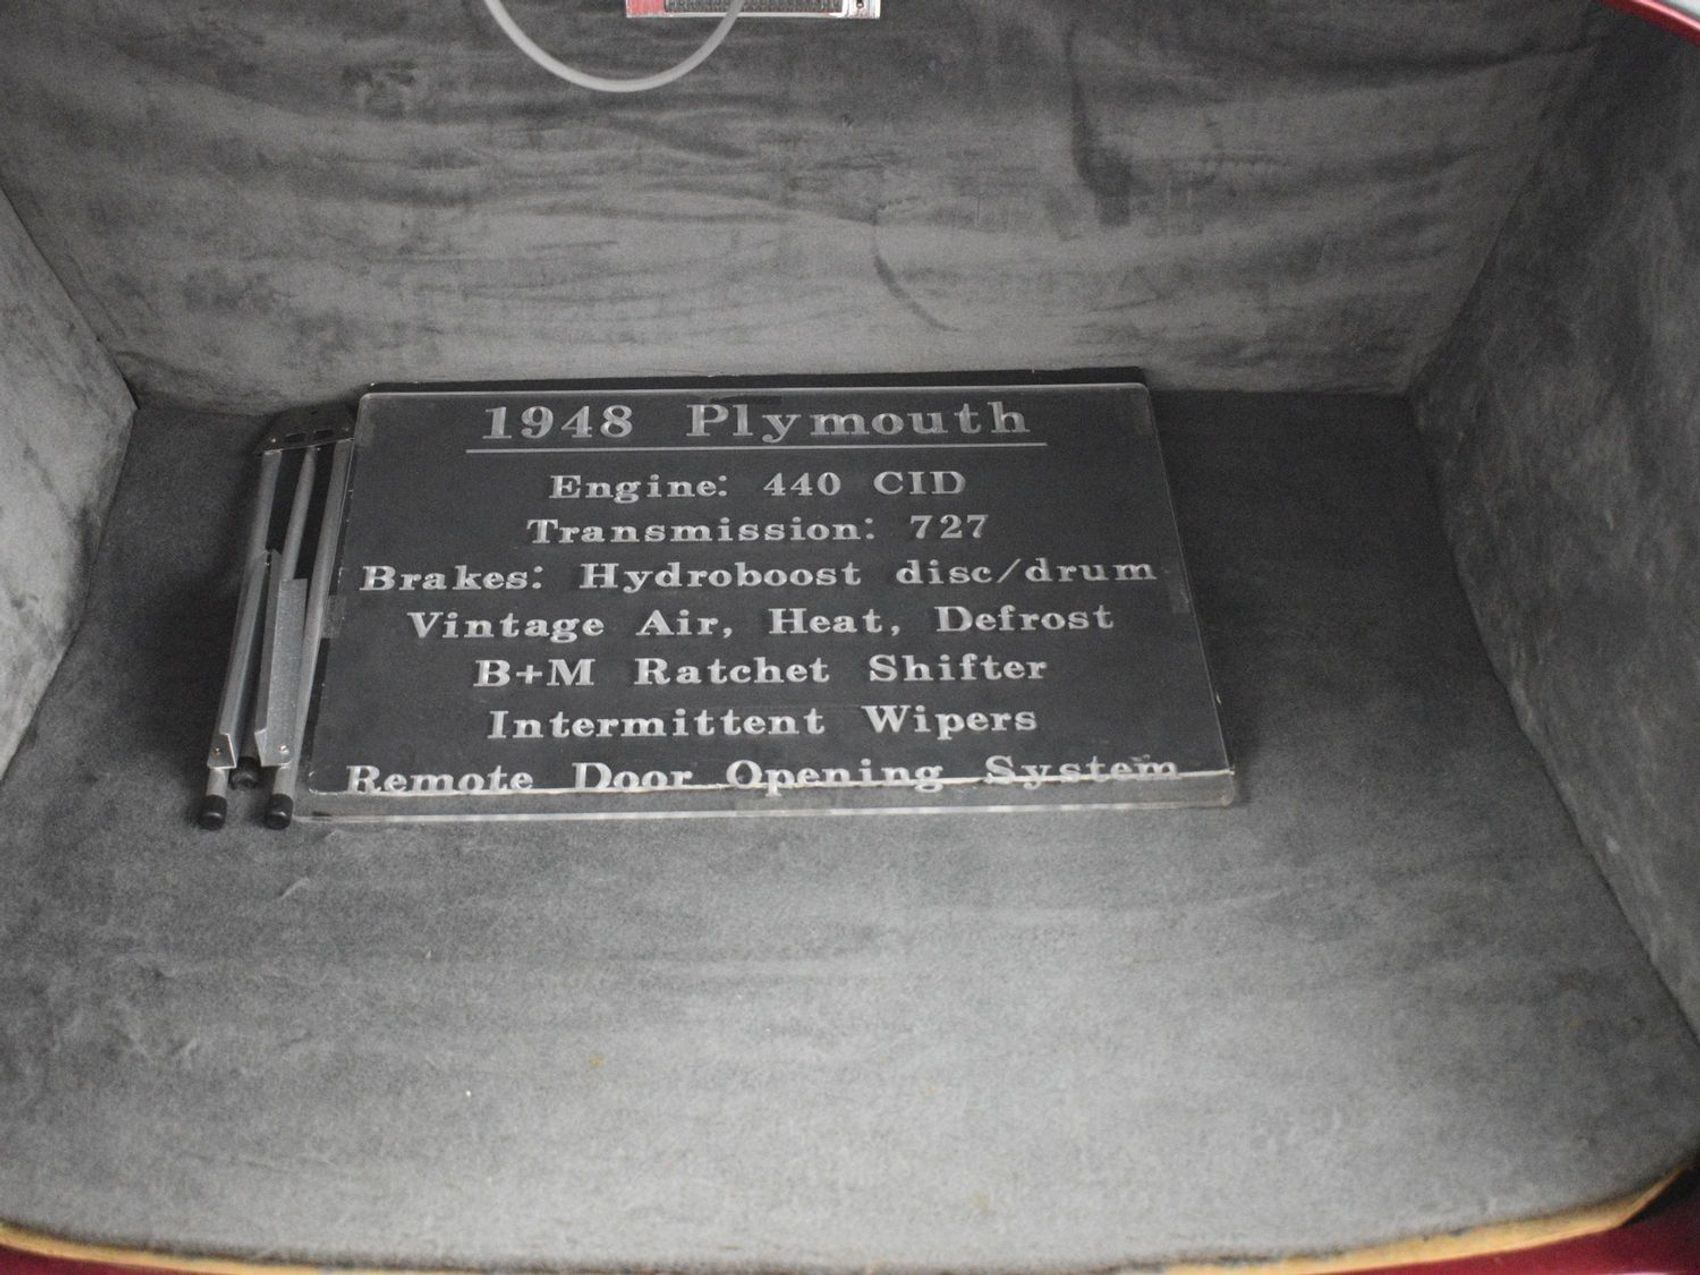 1948 Plymouth
Engine: 440 CID
Transmission: 727
Brakes: Hydroboost disc/drum
Vintage Air, Heat, Defrost
B+M Ratchet Shifter
Intermittent Wipers
Remote Door Opening System